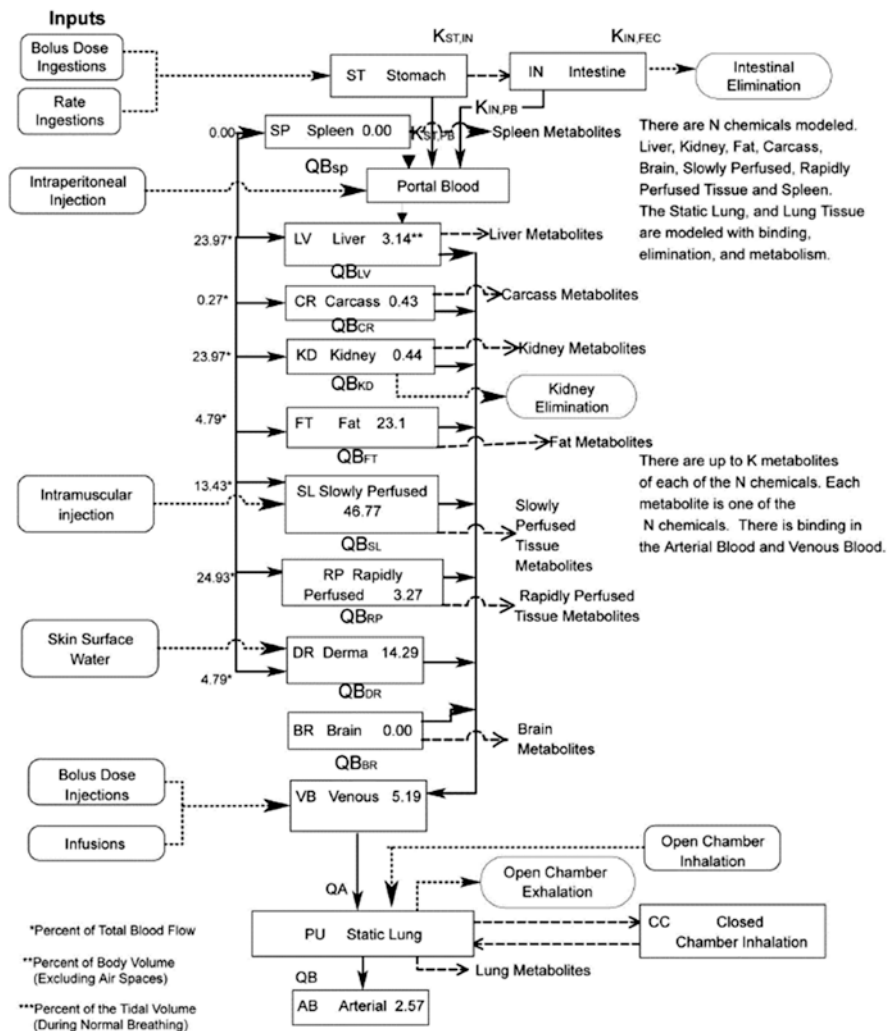 Inputs
Bolus Dose
Ingestions
Rate
Ingestions
KST,IN
KIN,FEC
ST Stomach
IN Intestine
Intestinal
Elimination
KIN,PB
0.00
SP Spleen 0.00
KST,PB
Spleen Metabolites
There are N chemicals modeled.
Liver, Kidney, Fat, Carcass,
Brain, Slowly Perfused, Rapidly
Perfused Tissue and Spleen.
The Static Lung, and Lung Tissue
are modeled with binding,
elimination, and metabolism.
QBsp
Intraperitoneal
Injection
Portal Blood
23.97*
LV Liver 3.14**
Liver Metabolites
QBLV
0.27*
CR Carcass 0.43
Carcass Metabolites
QBCR
23.97*
KD Kidney 0.44
Kidney Metabolites
QBKD
Kidney
Elimination
4.79*
FT Fat 23.1
Fat Metabolites
QBFT
There are up to K metabolites
of each of the N chemicals. Each
metabolite is one of the
N chemicals. There is binding in
the Arterial Blood and Venous Blood.
Intramuscular
injection
13.43*
SL Slowly Perfused
46.77
QBSL
Slowly
Perfused
Tissue
Metabolites
24.93*
RP Rapidly
Perfused 3.27
QBRP
Rapidly Perfused
Tissue Metabolites
Skin Surface
Water
4.79*
DR Derma 14.29
QBDR
BR Brain 0.00
Brain
Metabolites
QBBR
Bolus Dose
Injections
Infusions
VB Venous 5.19
Open Chamber
Inhalation
QA
Open Chamber
Exhalation
PU Static Lung
CC Closed
Chamber Inhalation
Lung Metabolites
QB
AB Arterial 2.57
*Percent of Total Blood Flow
**Percent of Body Volume
(Excluding Air Spaces)
***Percent of the Tidal Volume
(During Normal Breathing)